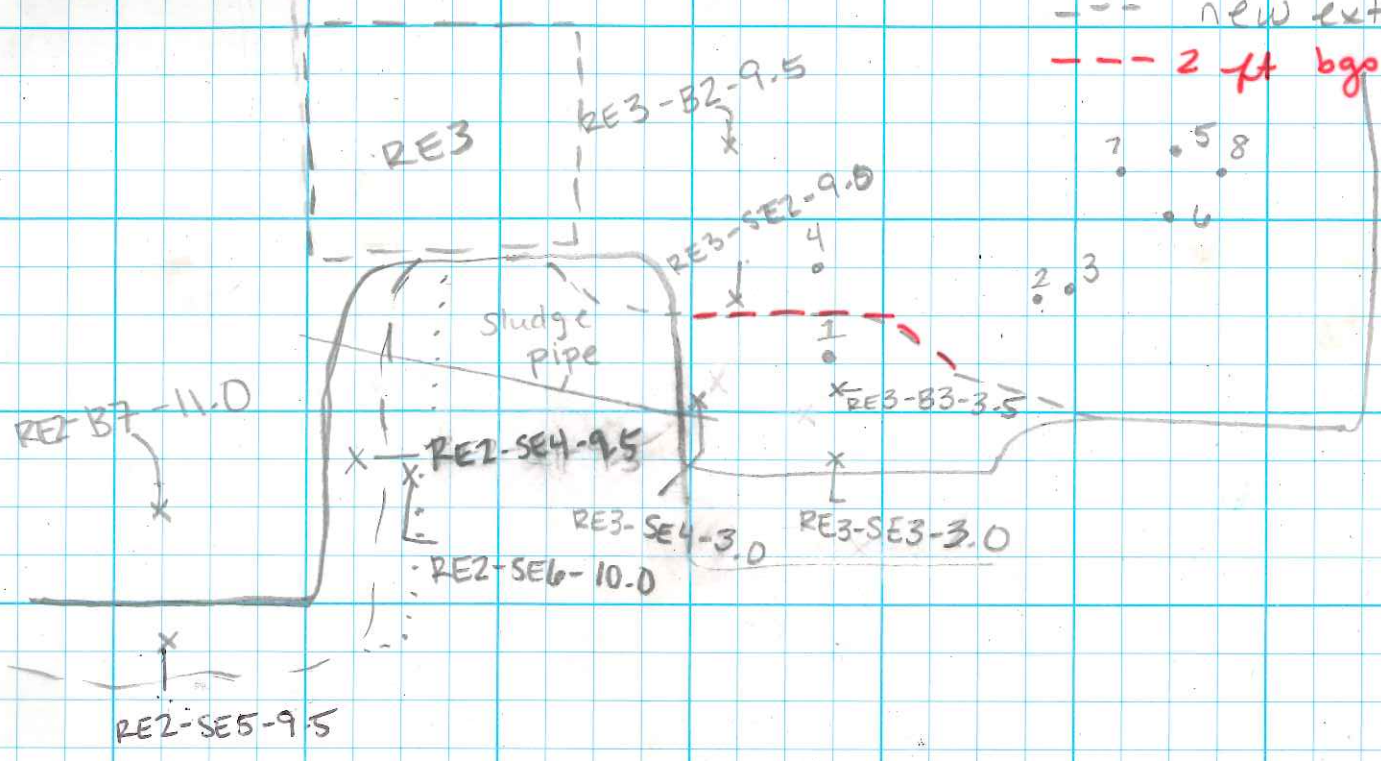 --- new ext
--- 2 ft bgs
RE3-B2-9.5
RE3
5
7
8
6
RE3-SE2-9.0
4
2
3
1
Sludge
pipe
RE3-B3-3.5
RE2-B7-11.0
RE2-SE4-9.5
RE3-SE4-3.0
RE3-SE3-3.0
RE2-SE6-10.0
RE2-SE5-9.5